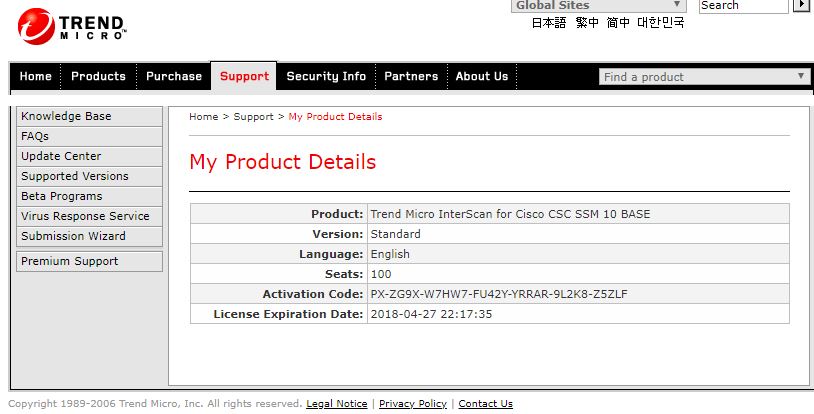 TREND
MICRO™
Global Sites
Search
日本語 繁中 简中 대한민국
Home Products Purchase Support Security Info Partners About Us
Find a product
Knowledge Base
FAQs
Update Center
Supported Versions
Beta Programs
Virus Response Service
Submission Wizard
Premium Support
Home > Support > My Product Details
My Product Details
Product: Trend Micro InterScan for Cisco CSC SSM 10 BASE
Version: Standard
Language: English
Seats: 100
Activation Code: PX-ZG9X-W7HW7-FU42Y-YRRAR-9L2K8-Z5ZLF
License Expiration Date: 2018-04-27 22:17:35
Copyright 1989-2006 Trend Micro, Inc. All rights reserved. Legal Notice | Privacy Policy | Contact Us